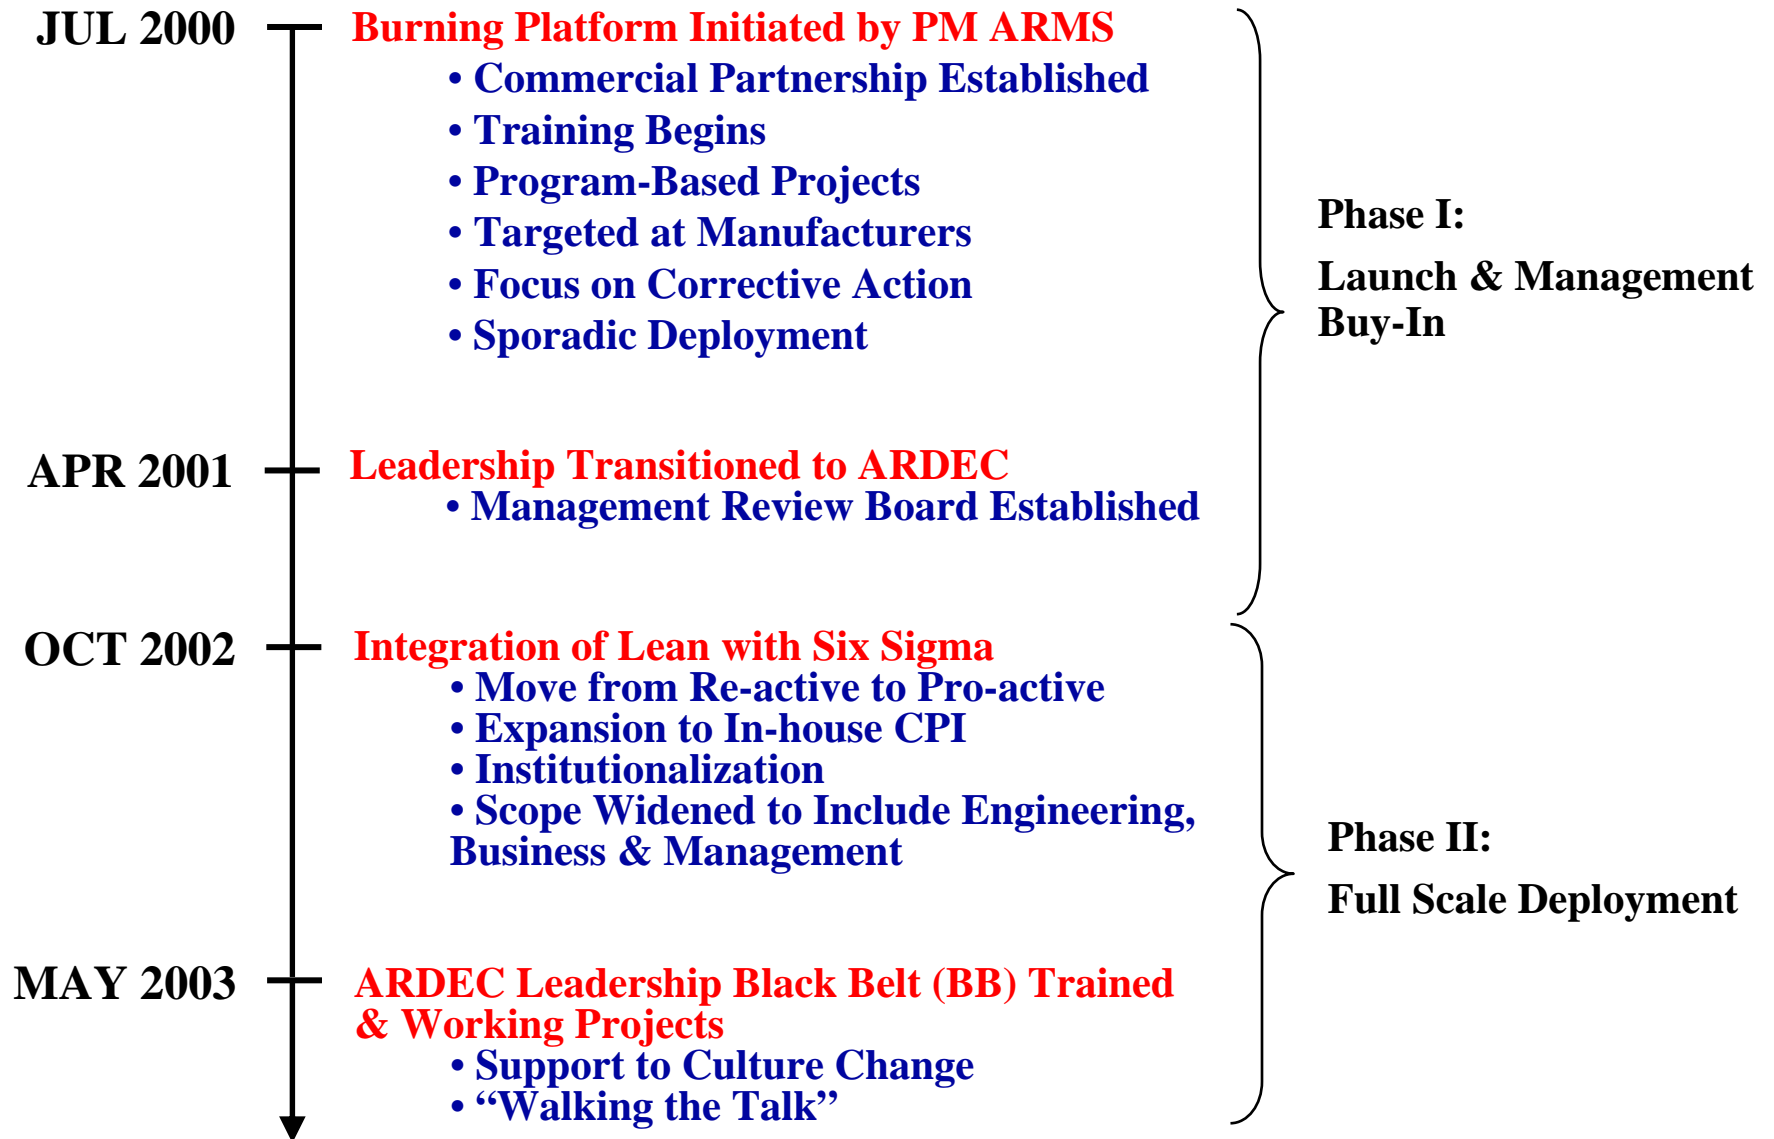 JUL 2000
Burning Platform Initiated by PM ARMS
• Commercial Partnership Established
• Training Begins
• Program-Based Projects
• Targeted at Manufacturers
• Focus on Corrective Action
• Sporadic Deployment
Phase I:
Launch & Management
Buy-In
APR 2001
Leadership Transitioned to ARDEC
• Management Review Board Established
OCT 2002
Integration of Lean with Six Sigma
• Move from Re-active to Pro-active
• Expansion to In-house CPI
• Institutionalization
• Scope Widened to Include Engineering,
Business & Management
Phase II:
Full Scale Deployment
MAY 2003
ARDEC Leadership Black Belt (BB) Trained
& Working Projects
• Support to Culture Change
• “Walking the Talk”